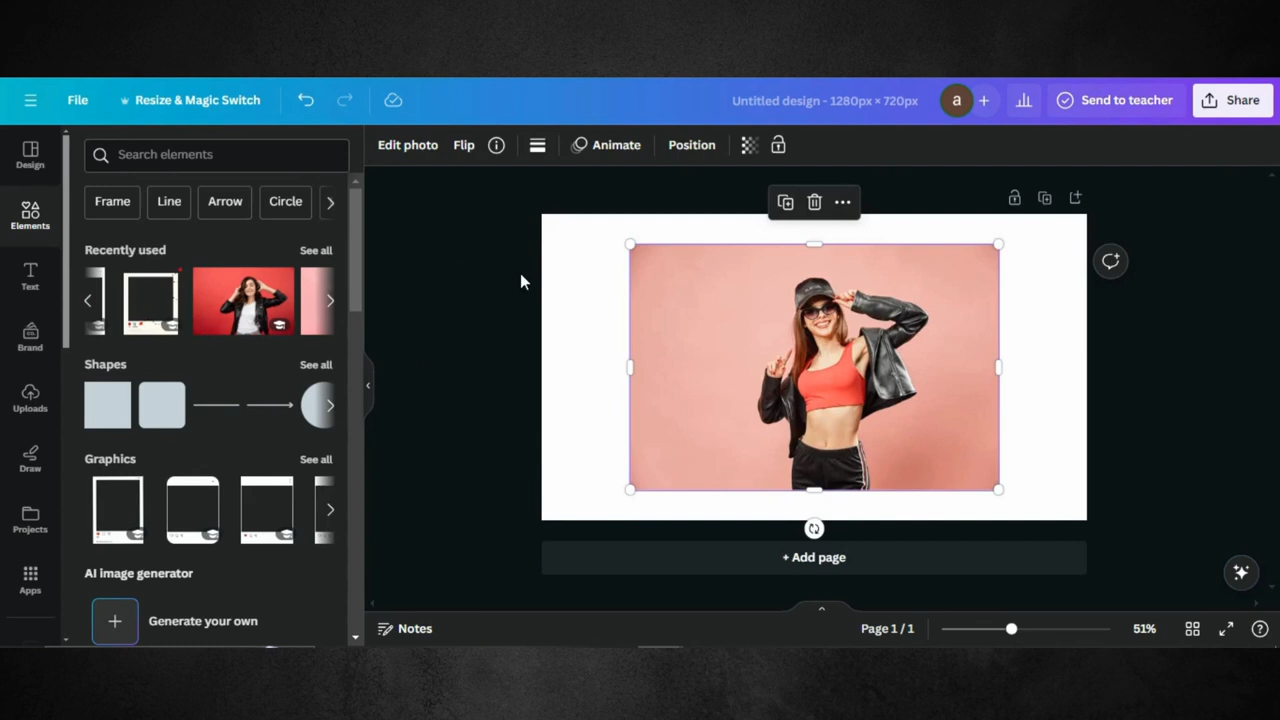 File
Resize & Magic Switch
Untitled design - 1280px × 720px
a
Send to teacher
Share
Design
Elements
Text
Brand
Uploads
Draw
Projects
Apps
Search elements
Frame
Line
Arrow
Circle
Recently used
See all
Shapes
See all
Graphics
See all
AI image generator
Generate your own
Edit photo
Flip
Animate
Position
+ Add page
Notes
Page 1 / 1
51%